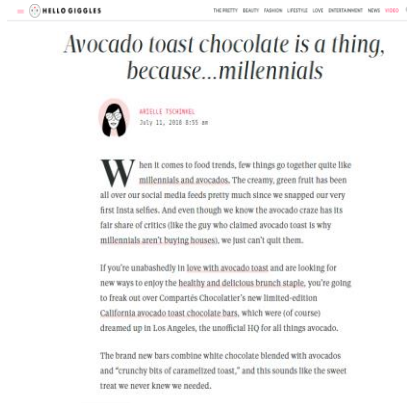 HELLO GIGGLES
THE PRETTY BEAUTY FASHION LIFESTYLE LOVE ENTERTAINMENT NEWS VIDEO
Avocado toast chocolate is a thing,
because...millennials
ARIELLE TSCHINKEL
July 11, 2018 8:55 am
When it comes to food trends, few things go together quite like
millennials and avocados. The creamy, green fruit has been
all over our social media feeds pretty much since we snapped our very
first Insta selfies. And even though we know the avocado craze has its
fair share of critics (like the guy who claimed avocado toast is why
millennials aren't buying houses), we just can't quit them.
If you're unabashedly in love with avocado toast and are looking for
new ways to enjoy the healthy and delicious brunch staple, you're going
to freak out over Compartés Chocolatier's new limited-edition
California avocado toast chocolate bars, which were (of course)
dreamed up in Los Angeles, the unofficial HQ for all things avocado.
The brand new bars combine white chocolate blended with avocados
and "crunchy bits of caramelized toast," and this sounds like the sweet
treat we never knew we needed.